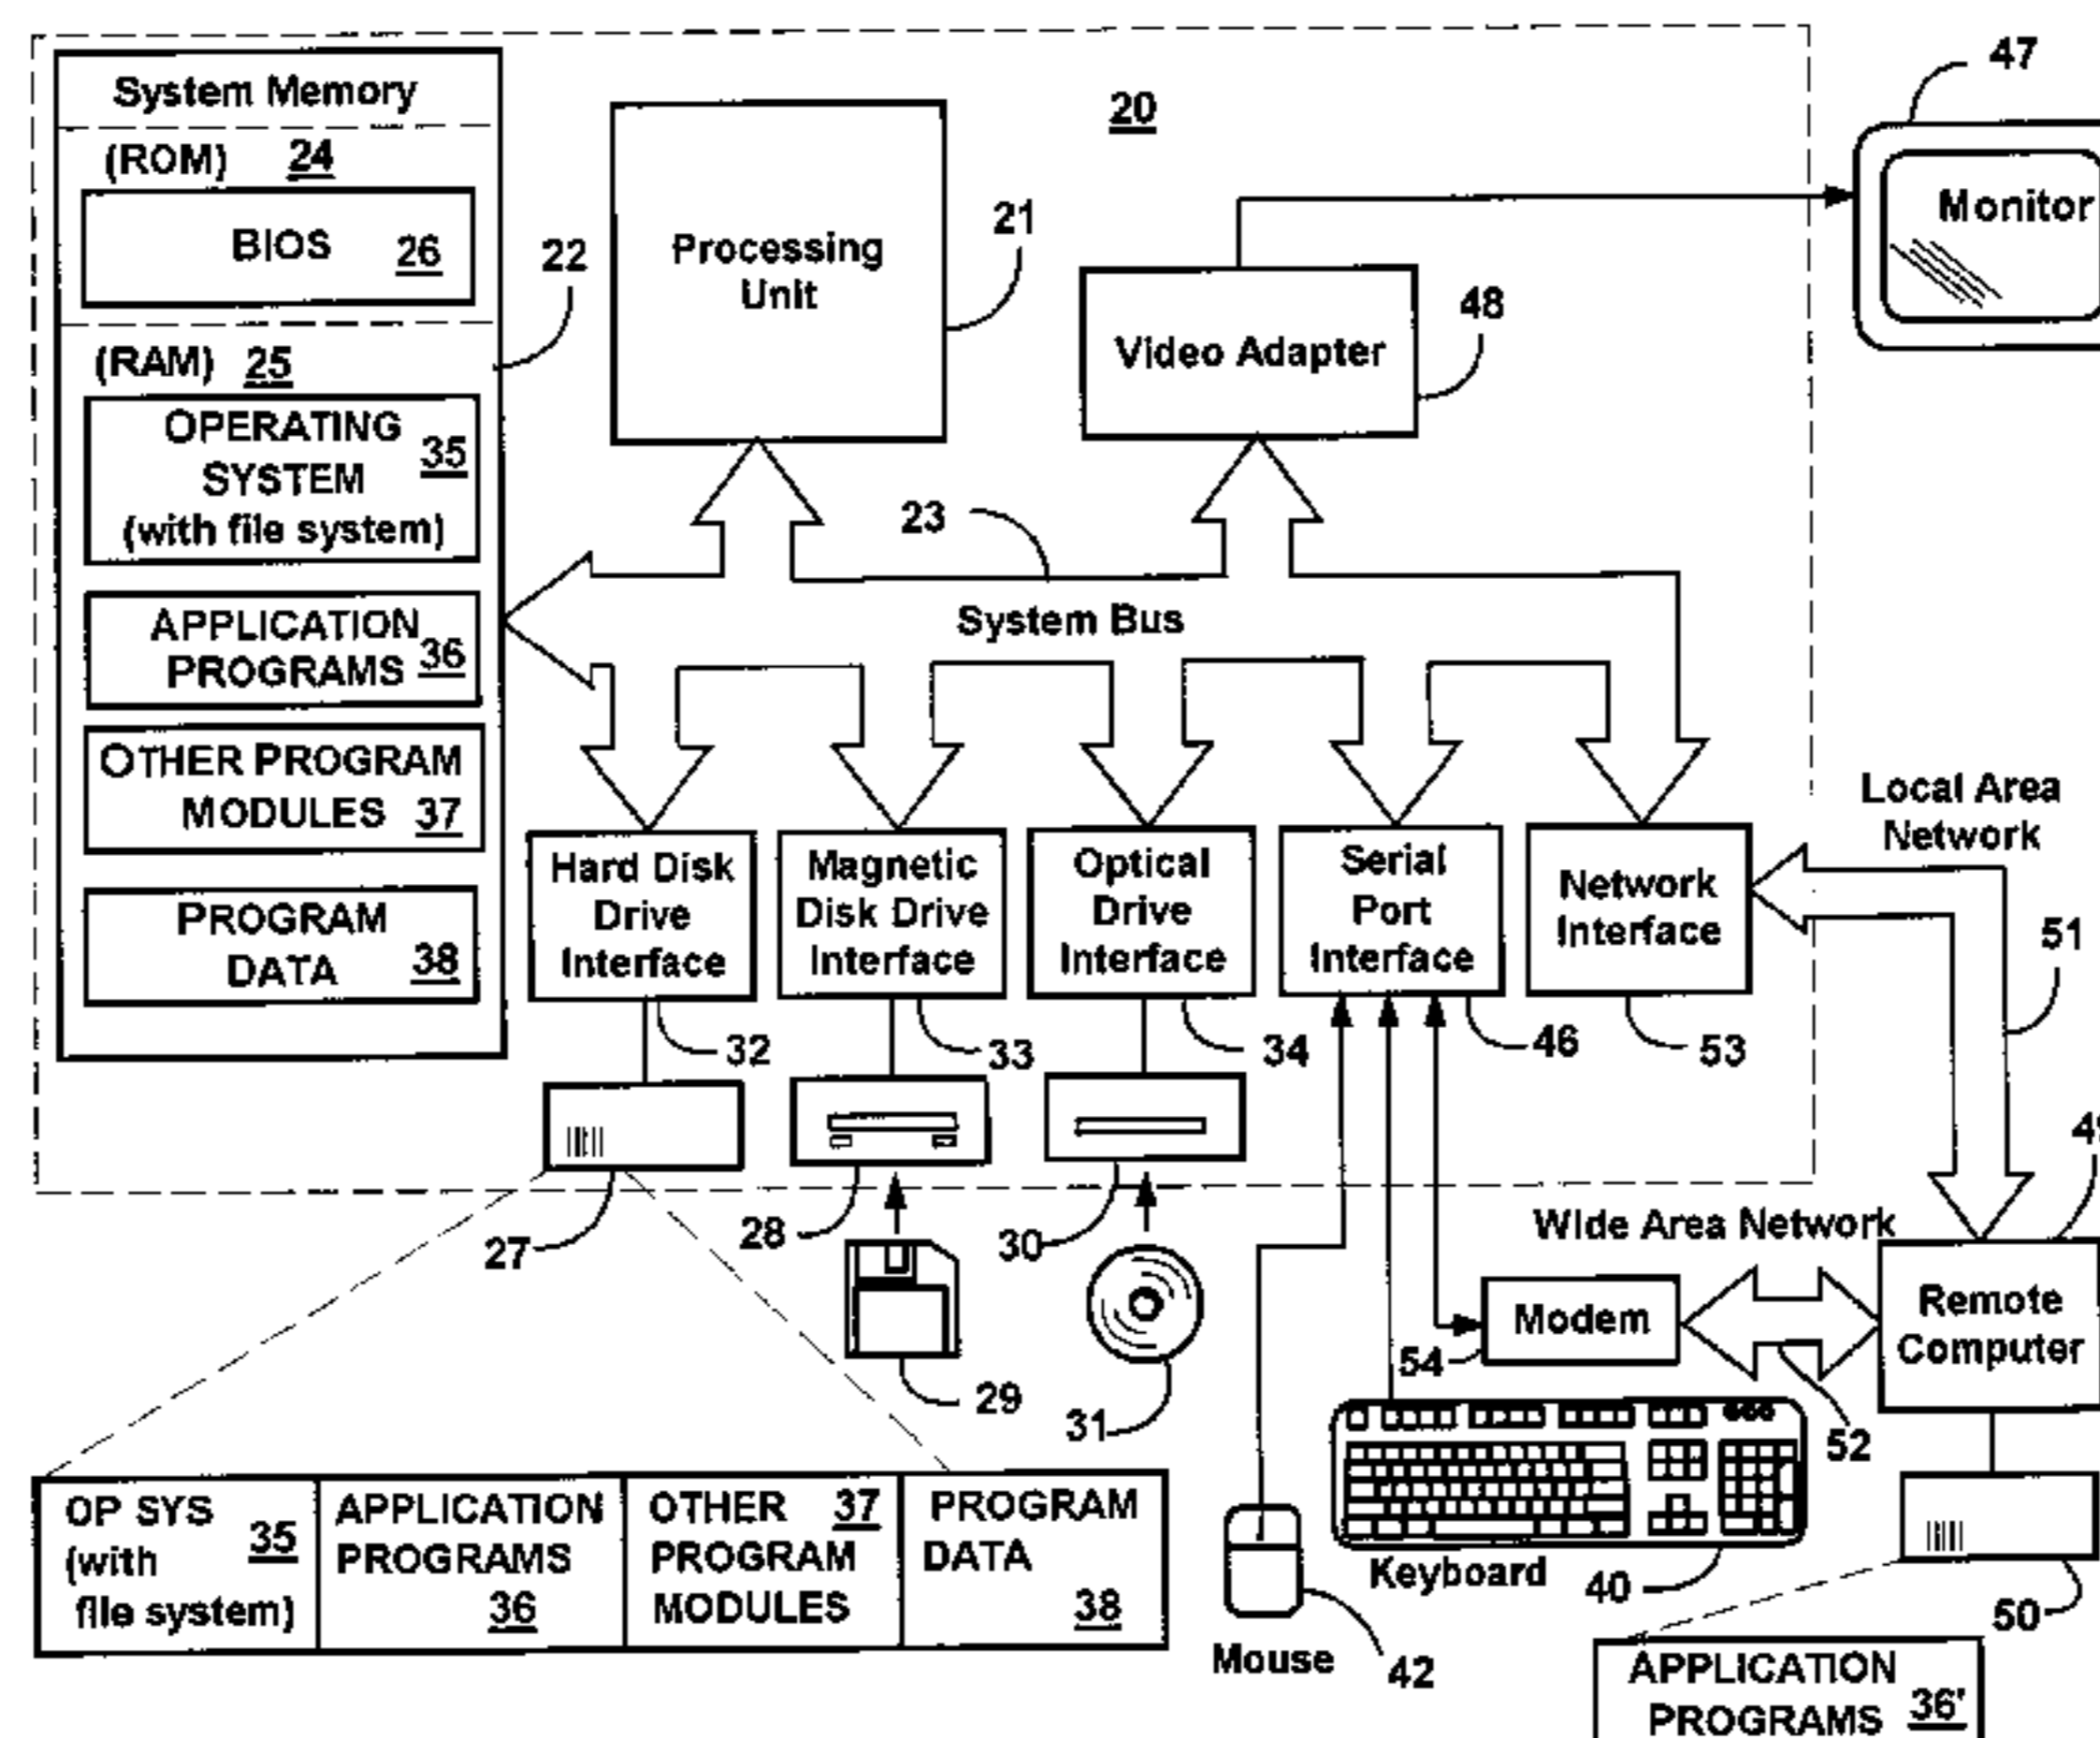 System Memory
(ROM) 24
BIOS 26
(RAM) 25
OPERATING
SYSTEM 35
(with file system)
APPLICATION
PROGRAMS 36
OTHER PROGRAM
MODULES 37
PROGRAM
DATA 38
22
Processing
Unit
21
20
Video Adapter
48
47
Monitor
23
System Bus
Hard Disk
Drive
Interface
32
Magnetic
Disk Drive
Interface
33
Optical
Drive
Interface
34
Serial
Port
Interface
46
Network
Interface
53
Local Area
Network
51
27
28
29
30
31
Wide Area Network
Modem
54
52
Remote
Computer
50
Keyboard
40
Mouse
42
OP SYS
(with
file system)
35
APPLICATION
PROGRAMS
36
OTHER 37
PROGRAM
MODULES
PROGRAM
DATA
38
APPLICATION
PROGRAMS 36'